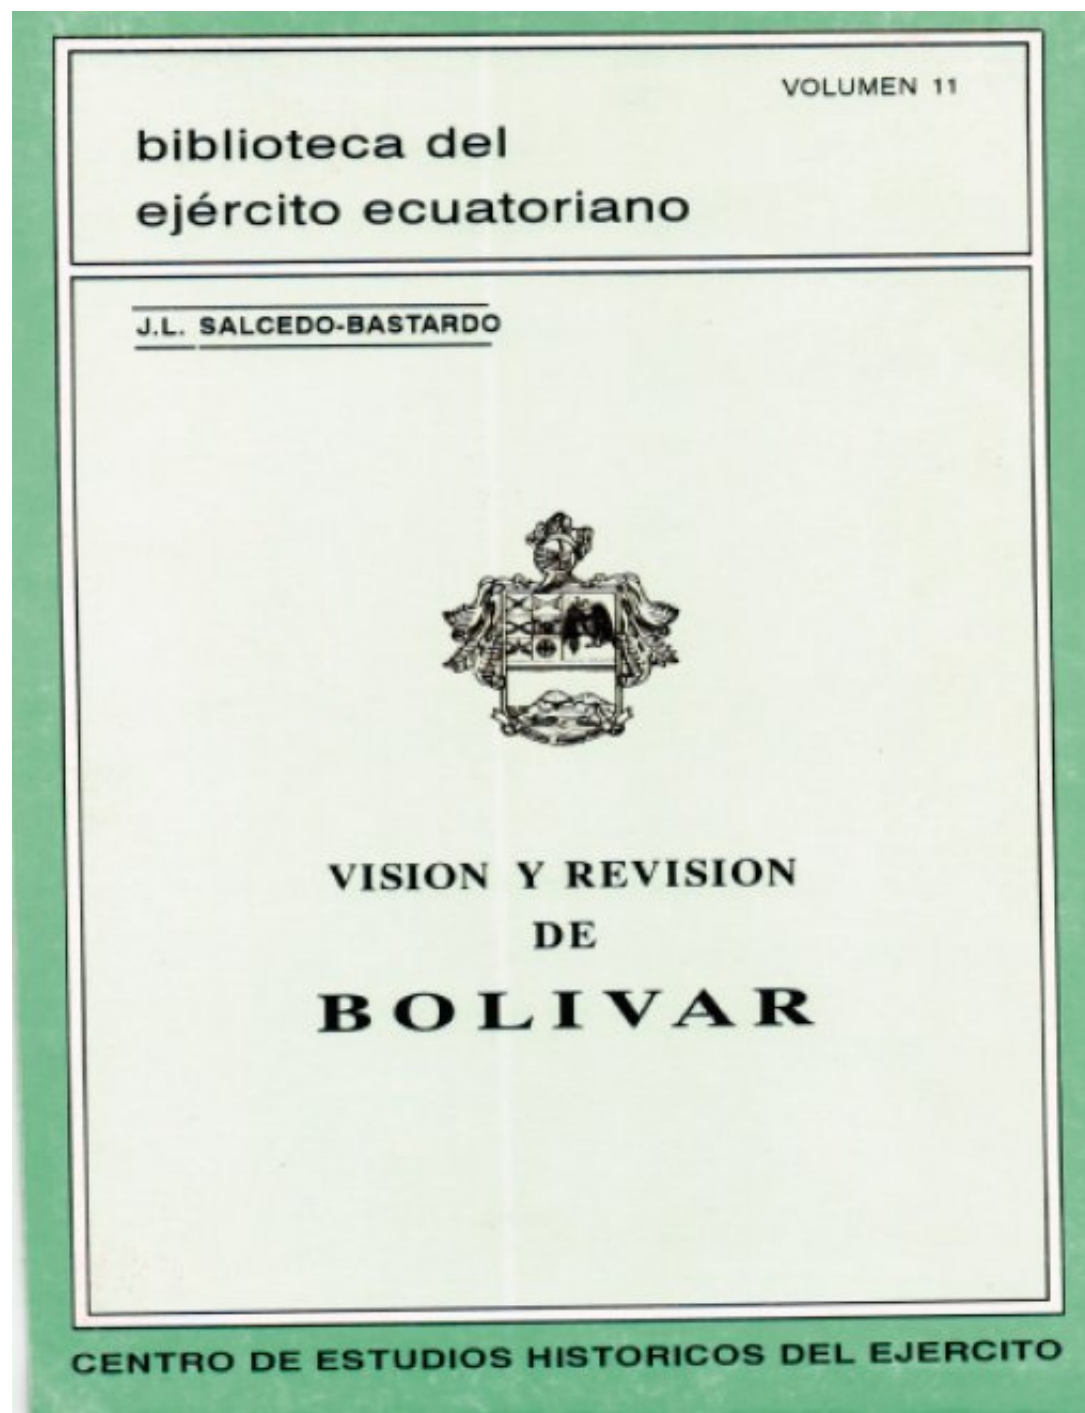 VOLUMEN 11
biblioteca del
ejército ecuatoriano
J.L. SALCEDO-BASTARDO
VISION Y REVISION
DE
BOLIVAR
CENTRO DE ESTUDIOS HISTORICOS DEL EJERCITO